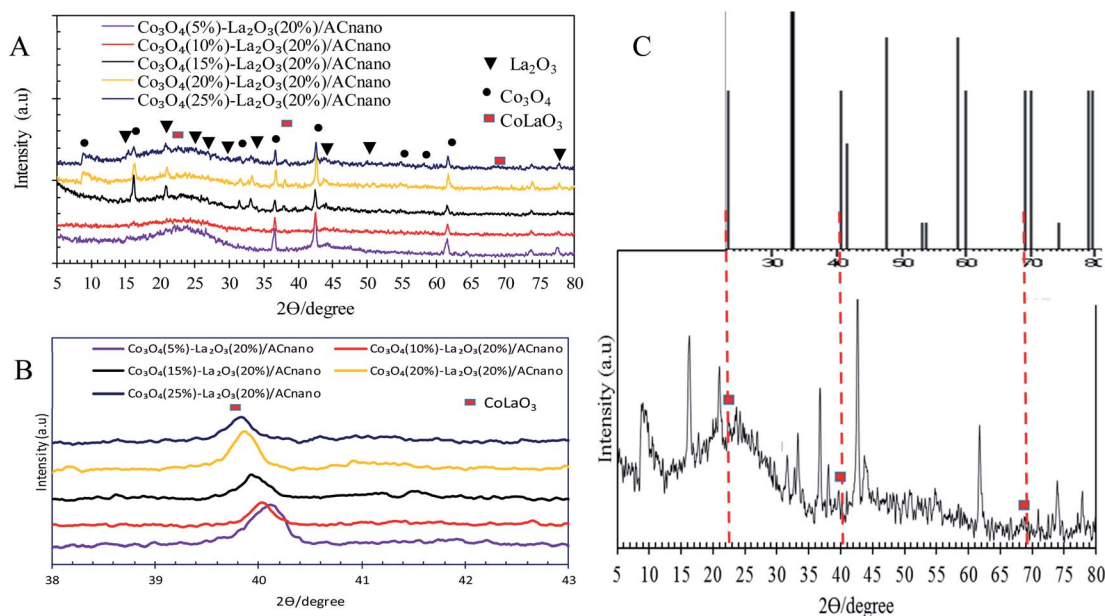 A
Co₃O₄(5%)-La₂O₃(20%)/ACnano
Co₃O₄(10%)-La₂O₃(20%)/ACnano
Co₃O₄(15%)-La₂O₃(20%)/ACnano
Co₃O₄(20%)-La₂O₃(20%)/ACnano
Co₃O₄(25%)-La₂O₃(20%)/ACnano
La₂O₃
Co₃O₄
CoLaO₃
Intensity (a.u)
5 10 15 20 25 30 35 40 45 50 55 60 65 70 75 80
2Θ/degree
B
Co₃O₄(5%)-La₂O₃(20%)/ACnano Co₃O₄(10%)-La₂O₃(20%)/ACnano
Co₃O₄(15%)-La₂O₃(20%)/ACnano Co₃O₄(20%)-La₂O₃(20%)/ACnano
Co₃O₄(25%)-La₂O₃(20%)/ACnano
CoLaO₃
Intensity (a.u)
38 39 40 41 42 43
2Θ/degree
C
30 40 50 60 70 80
Intensity (a.u)
5 10 15 20 25 30 35 40 45 50 55 60 65 70 75 80
2Θ/degree